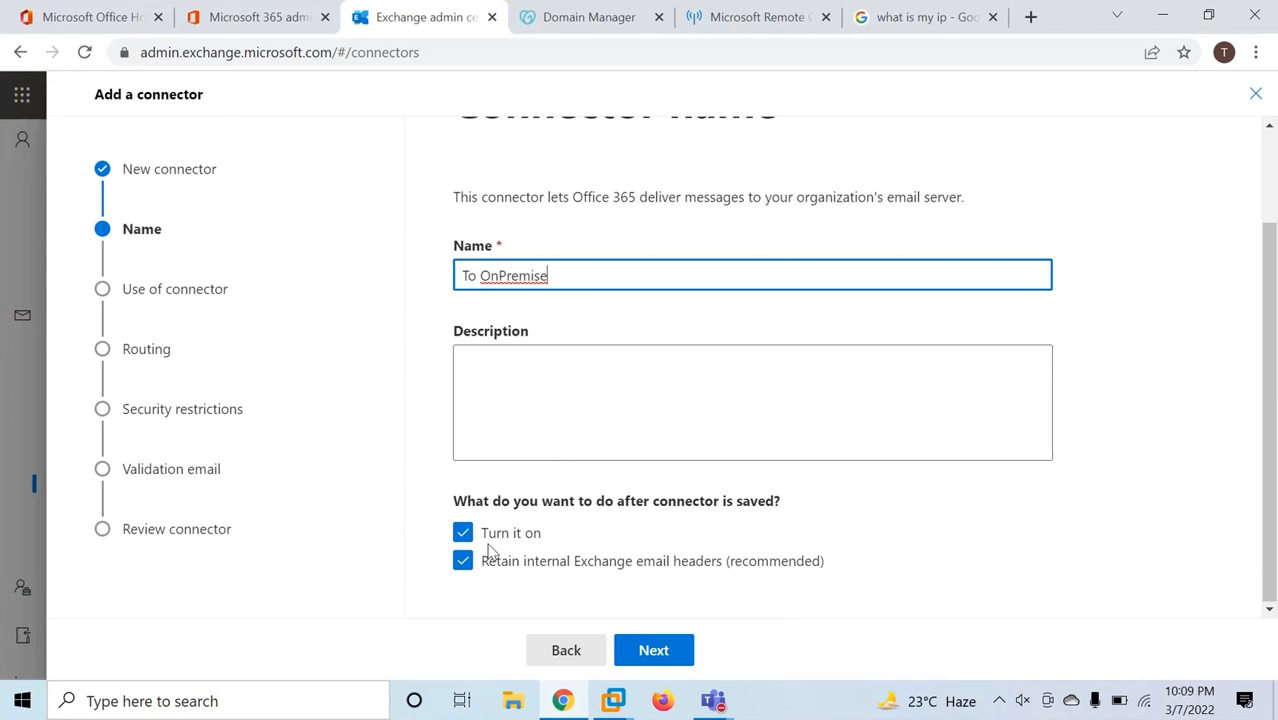 Microsoft Office Ho
Microsoft 365 admi
Exchange admin ce
Domain Manager
Microsoft Remote C
what is my ip - Goo
admin.exchange.microsoft.com/#/connectors
T
Add a connector
New connector
Name
Use of connector
Routing
Security restrictions
Validation email
Review connector
This connector lets Office 365 deliver messages to your organization's email server.
Name *
To OnPremise
Description
What do you want to do after connector is saved?
Turn it on
Retain internal Exchange email headers (recommended)
Back
Next
Type here to search
23°C Haze
10:09 PM
3/7/2022